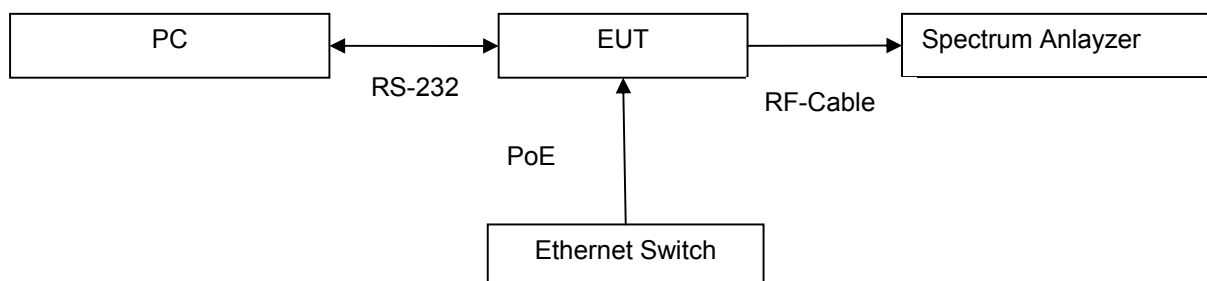 PC
EUT
Spectrum Anlayzer
RS-232
RF-Cable
PoE
Ethernet Switch